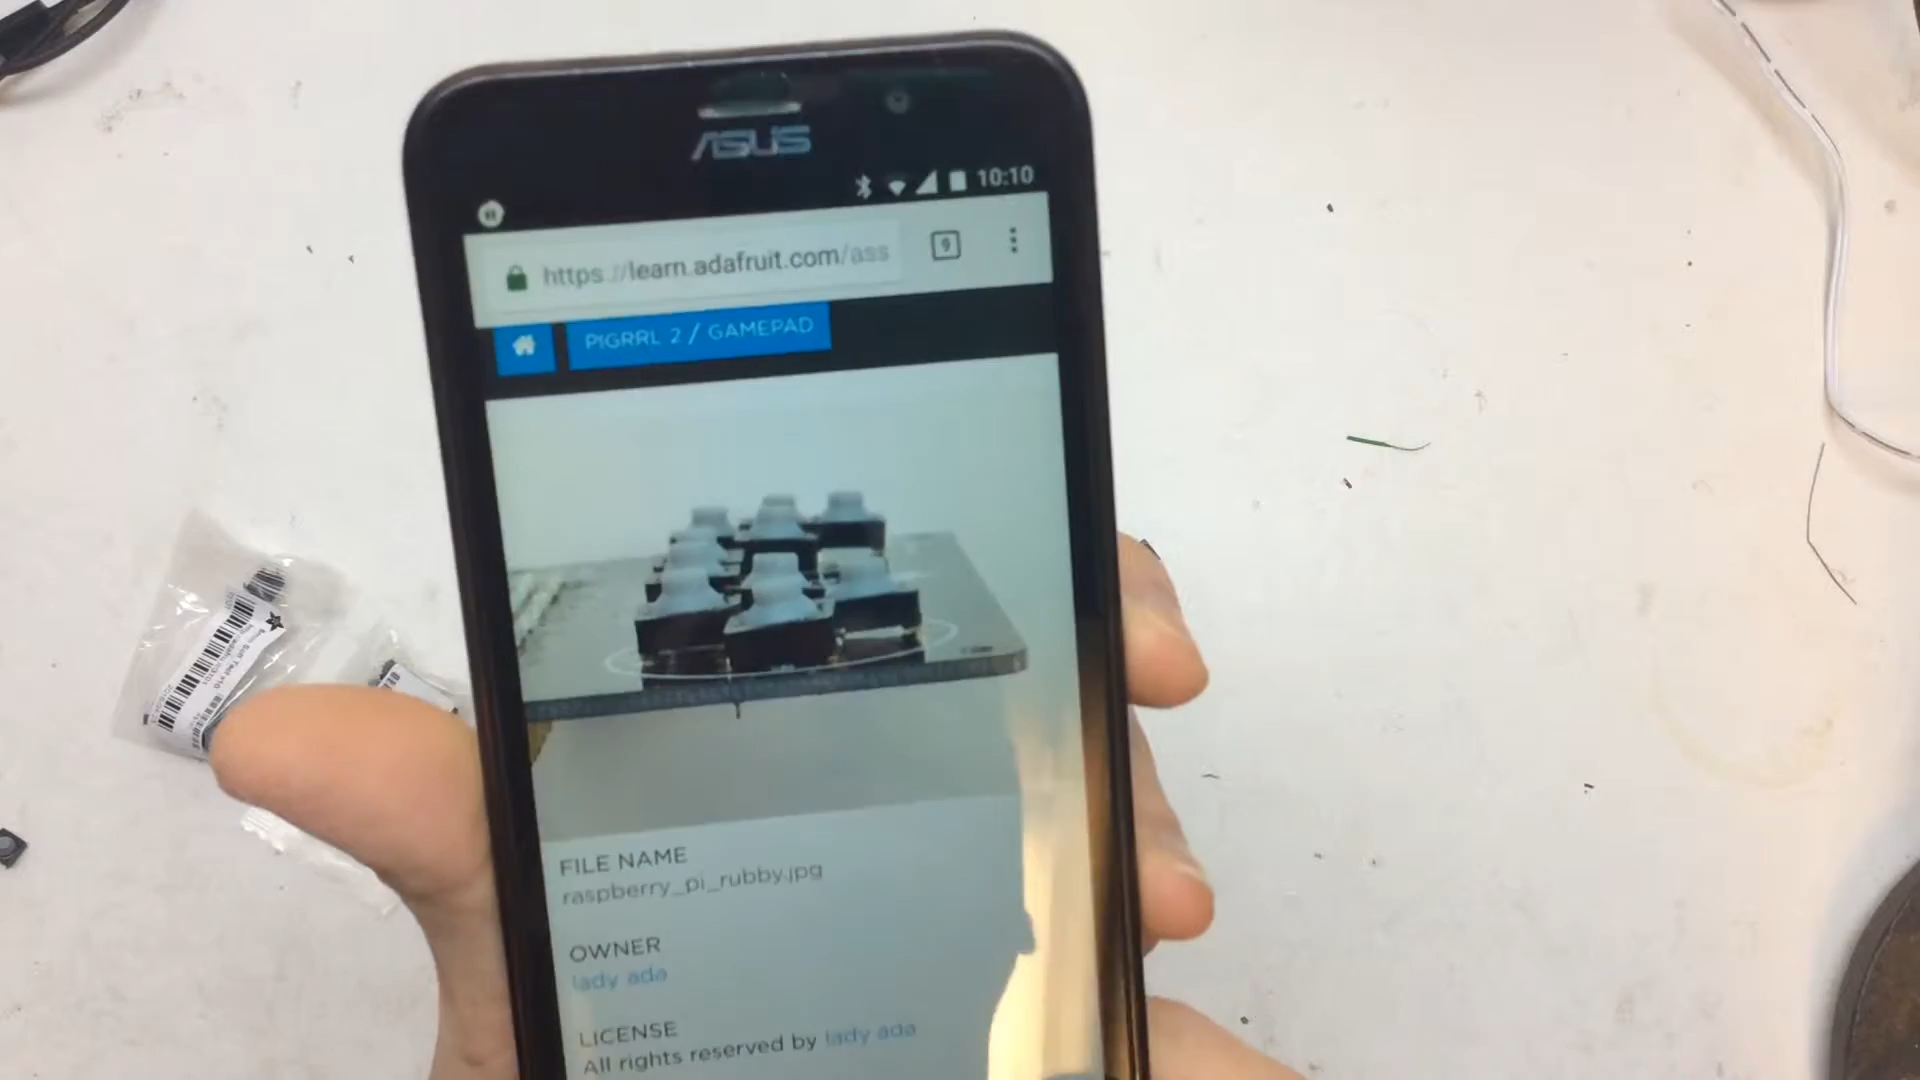 ASUS
10:10
https://learn.adafruit.com/ass
9
PIGRRL 2 / GAMEPAD
FILE NAME
raspberry_pi_rubby.jpg
OWNER
lady ada
LICENSE
All rights reserved by lady ada